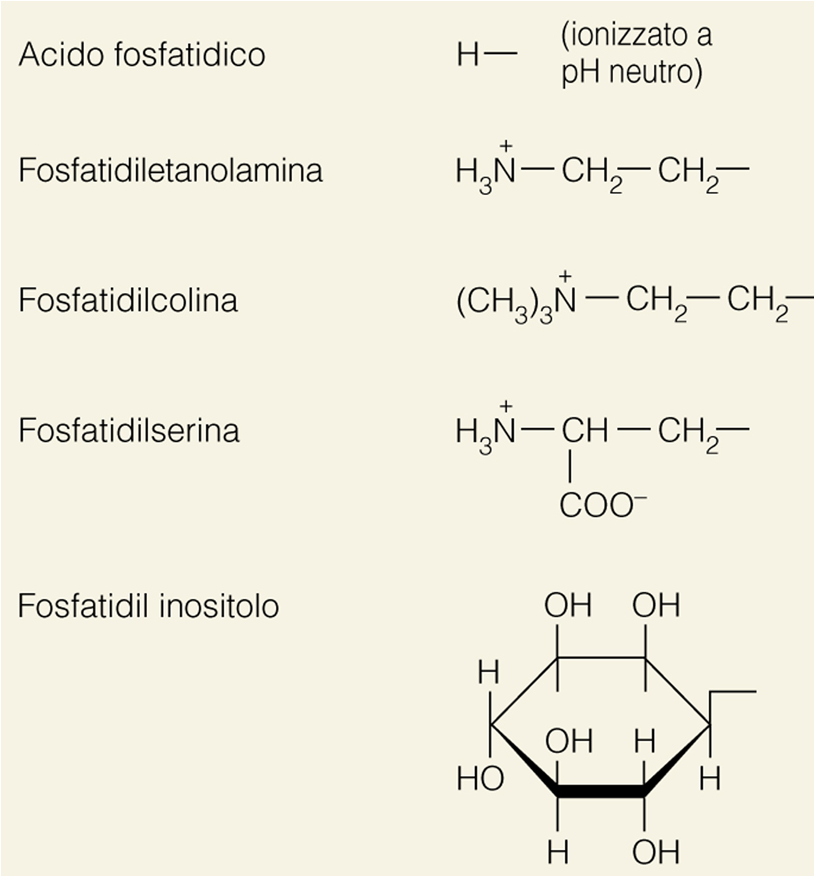 Acido fosfatidico H— (ionizzato a
pH neutro)
Fosfatidiletanolamina H₃N⁺—CH₂—CH₂—
Fosfatidilcolina (CH₃)₃N⁺—CH₂—CH₂—
Fosfatidilserina H₃N⁺—CH—CH₂—
COO⁻
Fosfatidil inositolo OH OH
H
OH H
HO H
H OH